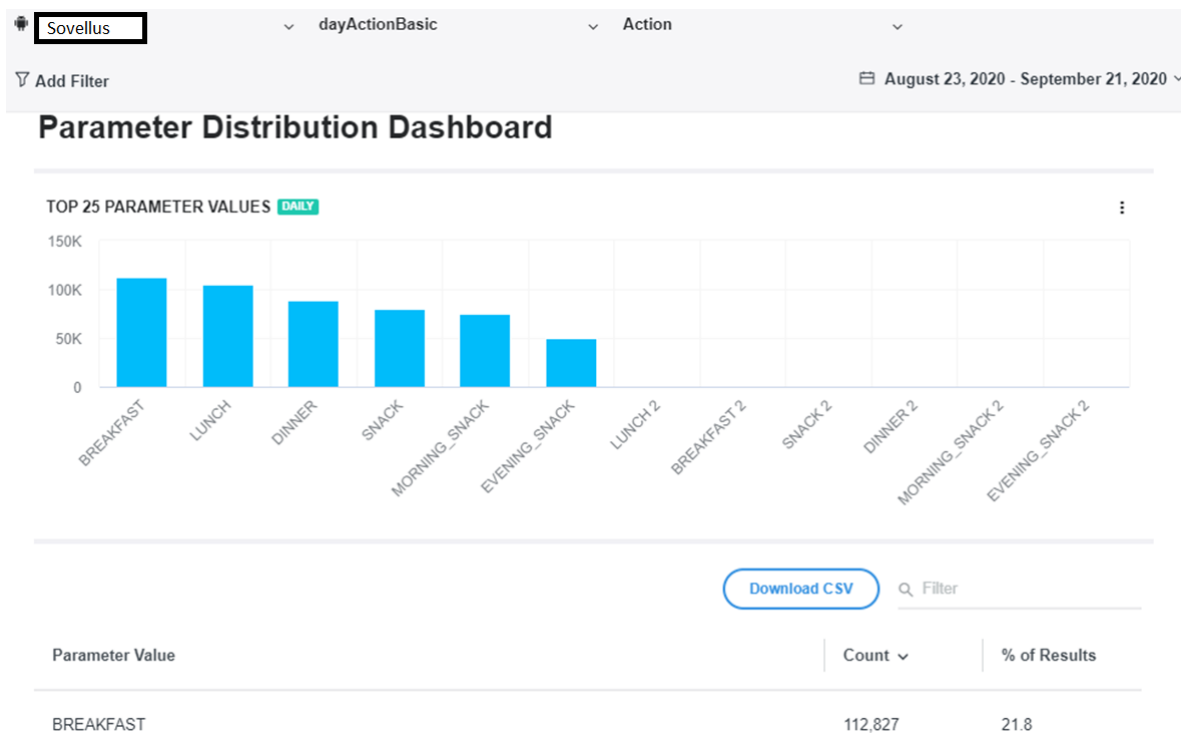 Sovellus dayActionBasic Action
Add Filter August 23, 2020 - September 21, 2020
Parameter Distribution Dashboard
TOP 25 PARAMETER VALUES DAILY
150K
100K
50K
0
BREAKFAST
LUNCH
DINNER
SNACK
MORNING_SNACK
EVENING_SNACK
LUNCH 2
BREAKFAST 2
SNACK 2
DINNER 2
MORNING_SNACK 2
EVENING_SNACK 2
Download CSV Filter
Parameter Value Count % of Results
BREAKFAST 112,827 21.8